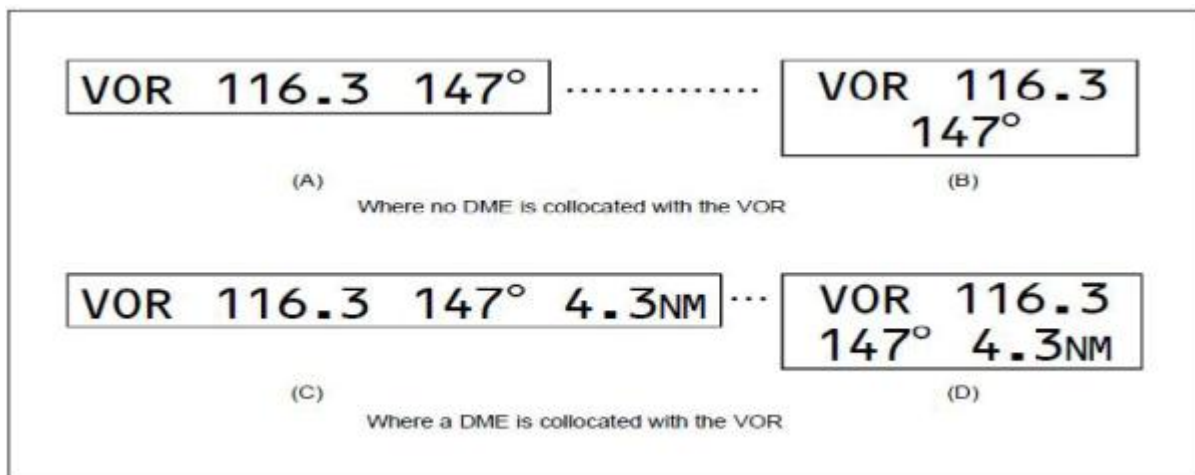 VOR 116.3 147° .............. VOR 116.3
147°
(A) (B)
Where no DME is collocated with the VOR
VOR 116.3 147° 4.3NM ... VOR 116.3
147° 4.3NM
(C) (D)
Where a DME is collocated with the VOR